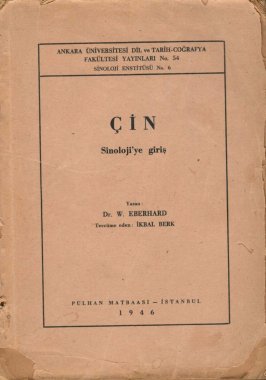 ANKARA ÜNİVERSİTESİ DİL ve TARİH-COĞRAFYA
FAKÜLTESİ YAYINLARI No. 54
SİNOLOJİ ENSTİTÜSÜ No. 6
ÇİN
Sinoloji'ye giriş
Yazan
Dr. W. EBERHARD
Tercüme eden: İKBAL BERK
PULHAN MATBAASI — İSTANBUL
1946